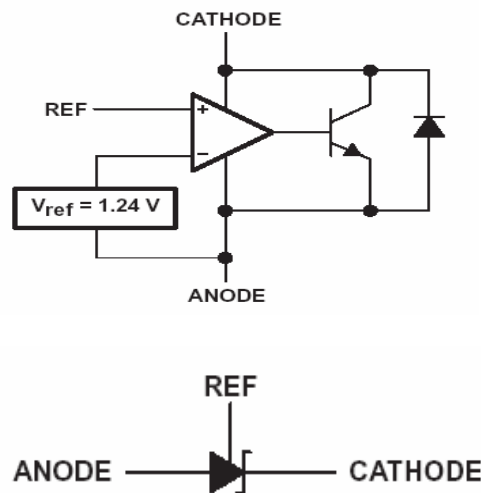 CATHODE
REF
+
−
Vref = 1.24 V
ANODE
REF
ANODE
CATHODE